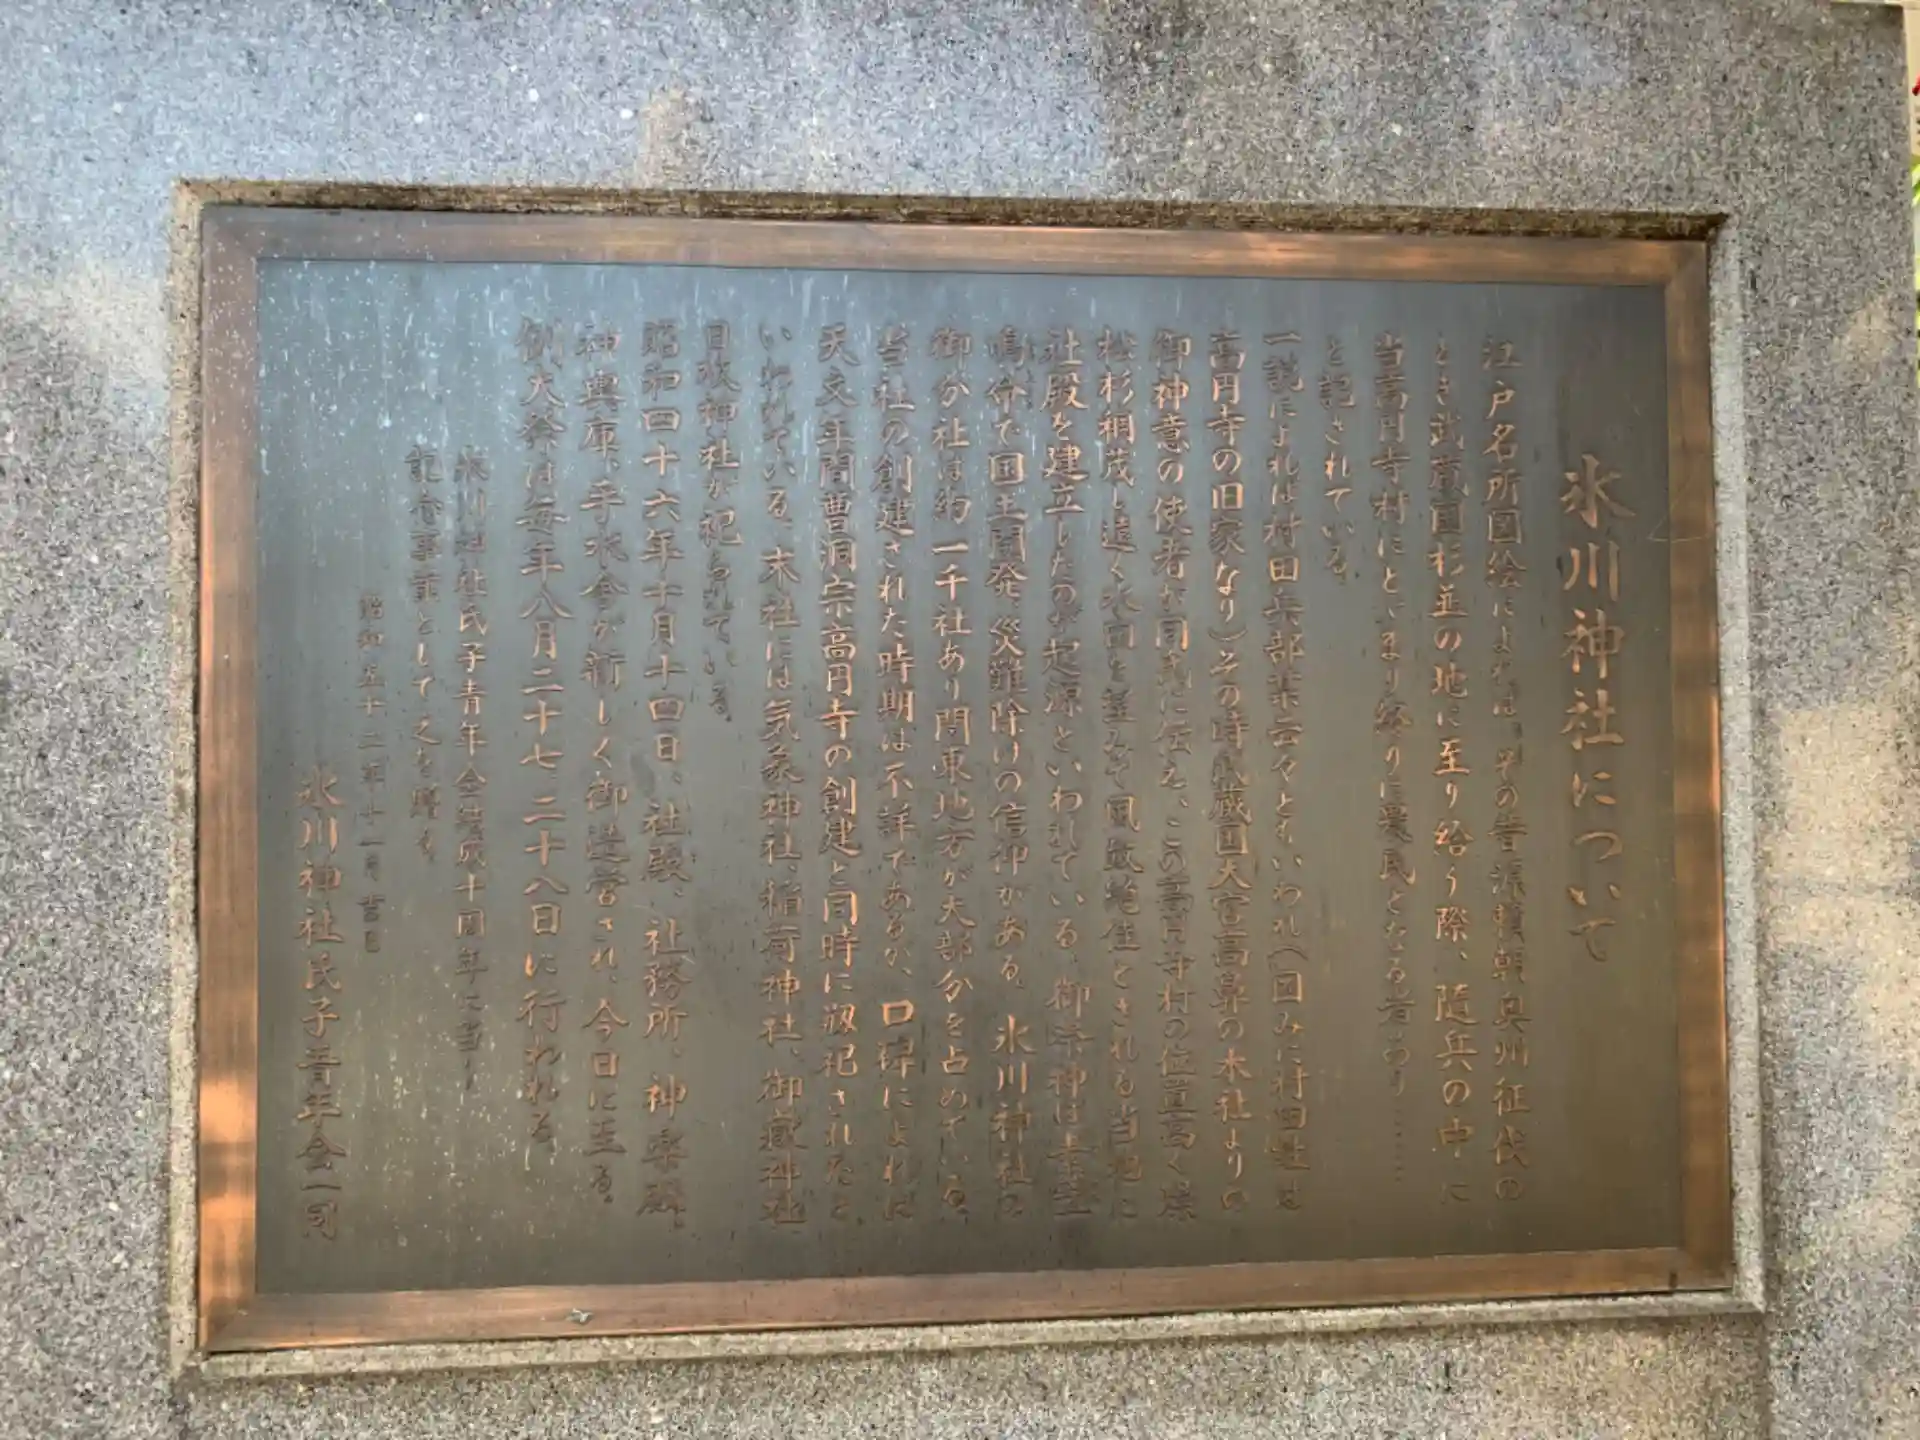 氷川神社について
江戸名所図絵によれば、その昔源頼朝奥州征伐の
とき武蔵国杉並の地に至り給う際、随兵の中に
当高円寺村にとゞまり終りに農民となる者あり……
と記されている。
一説によれば村田兵部某云々ともいわれ(因みに村田姓は
高円寺の旧家なり)その時武蔵国大宮高鼻の本社よりの
御神意の使者が同氏に伝え、この高円寺村の位置高く探
松杉稠茂し遠く水田を望みて風致絶佳とされる当地に
社殿を建立したのが起源といわれている。御祭神は素盞
鳴命で国土開発、災難除けの信仰がある。氷川神社の
御分社は約一千社あり関東地方が大部分を占めている。
当社の創建された時期は不詳であるが、口碑によれば
天文年間曹洞宗高円寺の創建と同時に勧祀されたと
いわれている。末社には気象神社、稲荷神社、御嶽神社
日枝神社が祀られている。
昭和四十六年十月十四日、社殿、社務所、神楽殿、
神輿庫、手水舎が新しく御造営され、今日に至る。
例大祭は毎年八月二十七、二十八日に行われる。
氷川神社氏子青年会結成十周年に当り
記念事業として之を贈る。
昭和五十二年十一月吉日
氷川神社氏子青年会一同